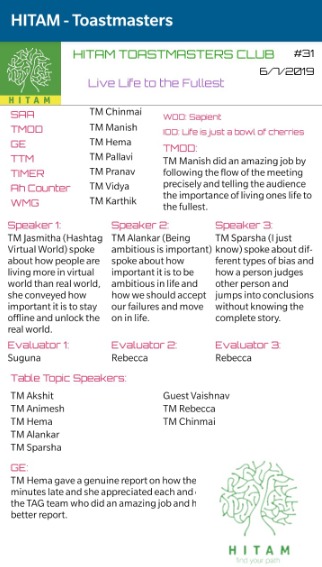 HITAM - Toastmasters
HITAM TOASTMASTERS CLUB #31
6/7/2019
Live Life to the Fullest
HITAM
SAA TM Chinmai
TMOD TM Manish
GE TM Hema
TTM TM Pallavi
TIMER TM Pranav
Ah Counter TM Vidya
WMG TM Karthik
WOD: Sapient
IOD: Life is just a bowl of cherries
TMOD:
TM Manish did an amazing job by
following the flow of the meeting
precisely and telling the audience
the importance of living ones life to
the fullest.
Speaker 1:
TM Jasmitha (Hashtag
Virtual World) spoke
about how people are
living more in virtual
world than real world,
she conveyed how
important it is to stay
offline and unlock the
real world.
Speaker 2:
TM Alankar (Being
ambitious is important)
spoke about how
important it is to be
ambitious in life and
how we should accept
our failures and move
on in life.
Speaker 3:
TM Sparsha (I just
know) spoke about dif-
ferent types of bias and
how a person judges
other person and
jumps into conclusions
without knowing the
complete story.
Evaluator 1:
Suguna
Evaluator 2:
Rebecca
Evaluator 3:
Rebecca
Table Topic Speakers:
TM Akshit
TM Animesh
TM Hema
TM Alankar
TM Sparsha
Guest Vaishnav
TM Rebecca
TM Chinmai
GE:
TM Hema gave a genuine report on how the
minutes late and she appreciated each and
the TAG team who did an amazing job and h
better report.
HITAM
find your path